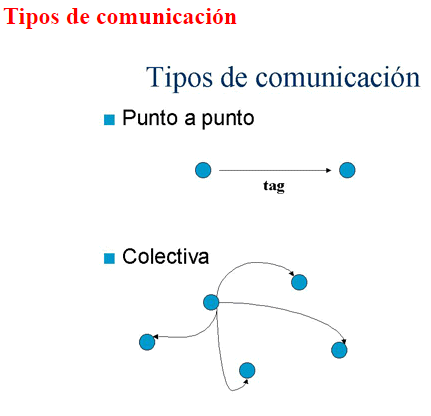 Tipos de comunicación
Tipos de comunicación
Punto a punto
tag
Colectiva